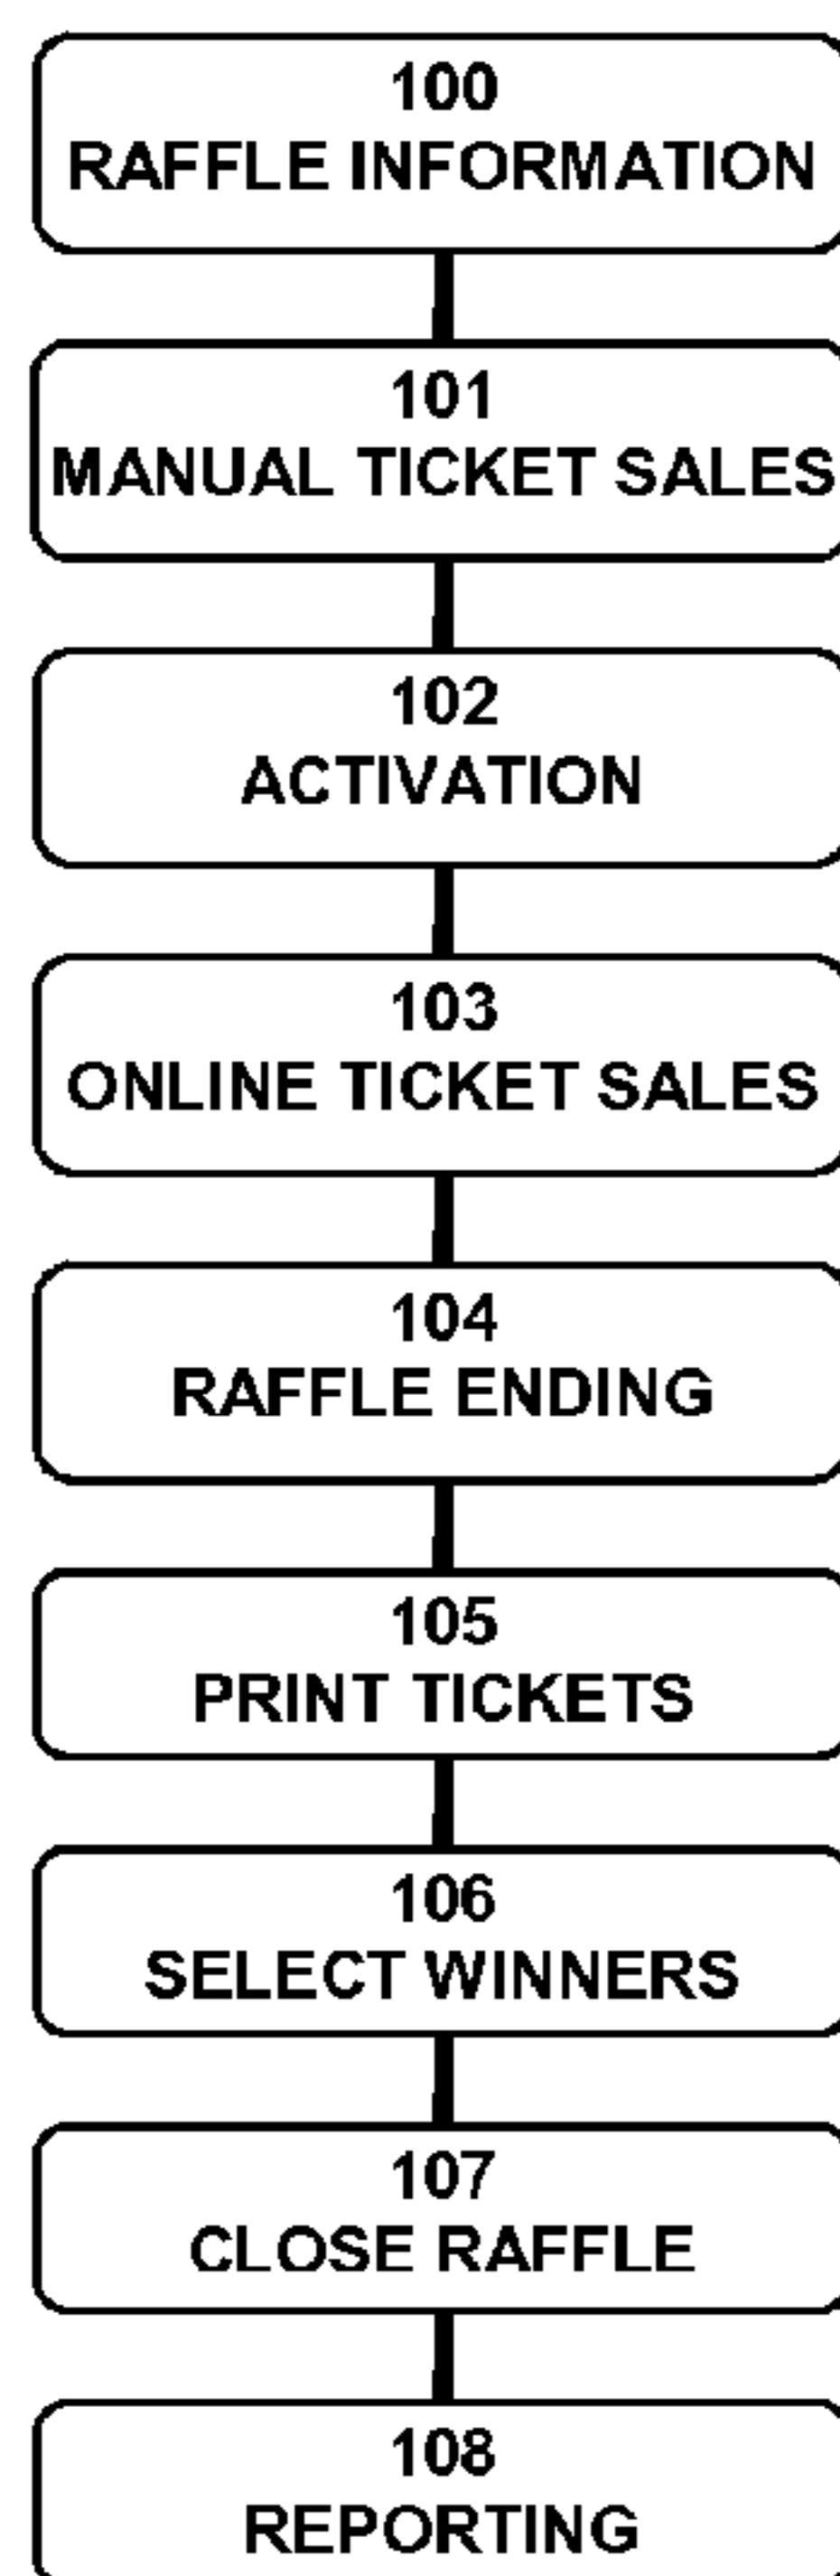 100
RAFFLE INFORMATION
101
MANUAL TICKET SALES
102
ACTIVATION
103
ONLINE TICKET SALES
104
RAFFLE ENDING
105
PRINT TICKETS
106
SELECT WINNERS
107
CLOSE RAFFLE
108
REPORTING